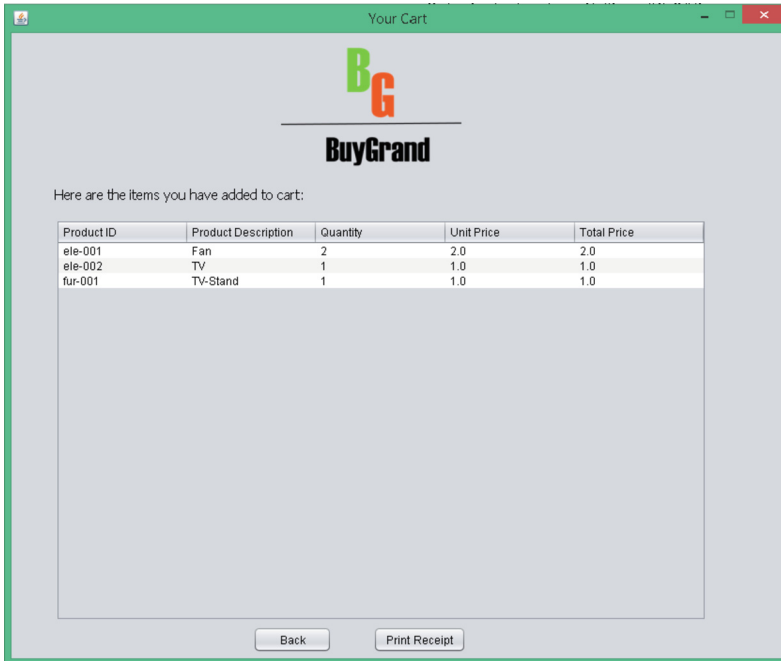 Your Cart
BG
BuyGrand
Here are the items you have added to cart:
Product ID Product Description Quantity Unit Price Total Price
ele-001 Fan 2 2.0 2.0
ele-002 TV 1 1.0 1.0
fur-001 TV-Stand 1 1.0 1.0
Back Print Receipt